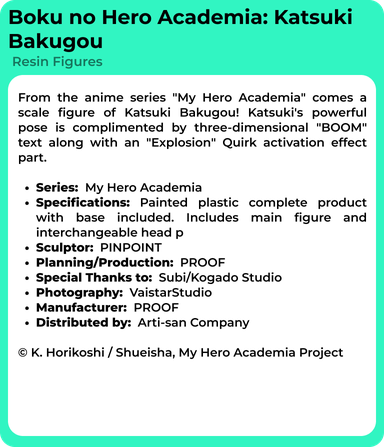 Boku no Hero Academia: Katsuki
Bakugou
Resin Figures
From the anime series "My Hero Academia" comes a
scale figure of Katsuki Bakugou! Katsuki's powerful
pose is complimented by three-dimensional "BOOM"
text along with an "Explosion" Quirk activation effect
part.
• Series: My Hero Academia
• Specifications: Painted plastic complete product
with base included. Includes main figure and
interchangeable head p
• Sculptor: PINPOINT
• Planning/Production: PROOF
• Special Thanks to: Subi/Kogado Studio
• Photography: VaistarStudio
• Manufacturer: PROOF
• Distributed by: Arti-san Company
© K. Horikoshi / Shueisha, My Hero Academia Project